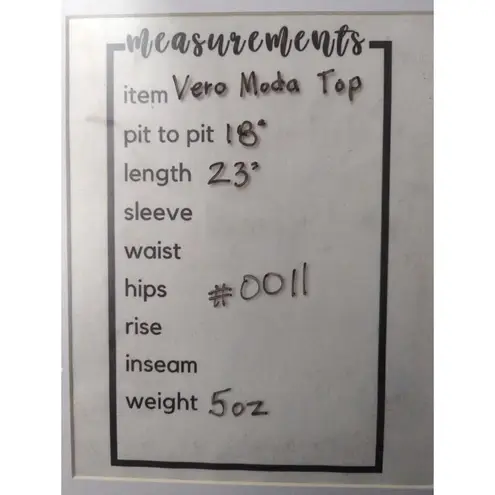 measurements
item Vero Moda Top
pit to pit 18"
length 23"
sleeve
waist
hips #0011
rise
inseam
weight 5oz